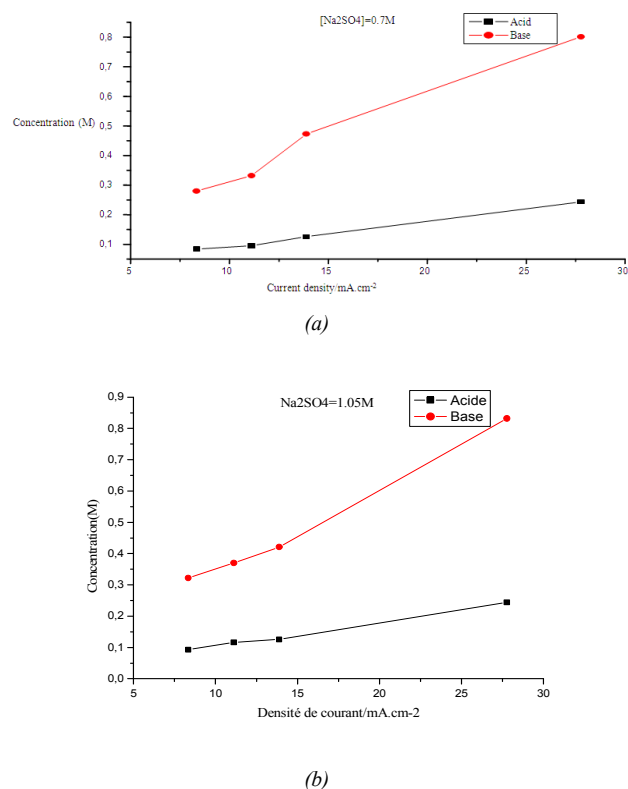 [Na2SO4]=0.7M
Acid
Base
0,8
0,7
0,6
Concentration (M)
0,5
0,4
0,3
0,2
0,1
5 10 15 20 25 30
Current density/mA.cm-2
(a)
Na2SO4=1.05M
Acide
Base
0,9
0,8
0,7
0,6
0,5
0,4
0,3
0,2
0,1
0,0
Concentration(M)
5 10 15 20 25 30
Densité de courant/mA.cm-2
(b)